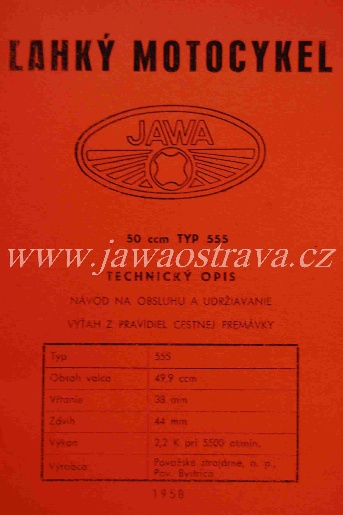 ĽAHKÝ MOTOCYKEL
JAWA
50 ccm TYP 555
www.jawaostrava.cz
TECHNICKÝ OPIS
NÁVOD NA OBSLUHU A UDRŽIAVANIE
VÝŤAH Z PRAVIDIEL CESTNEJ PREMÁVKY
Typ 555
Obsah valca 49,9 ccm
Vŕtanie 38 mm
Zdvih 44 mm
Výkon 2,2 K pri 5500 ot/min.
Výrobca: Považské strojárne, n. p.,
Pov. Bystrica
1958